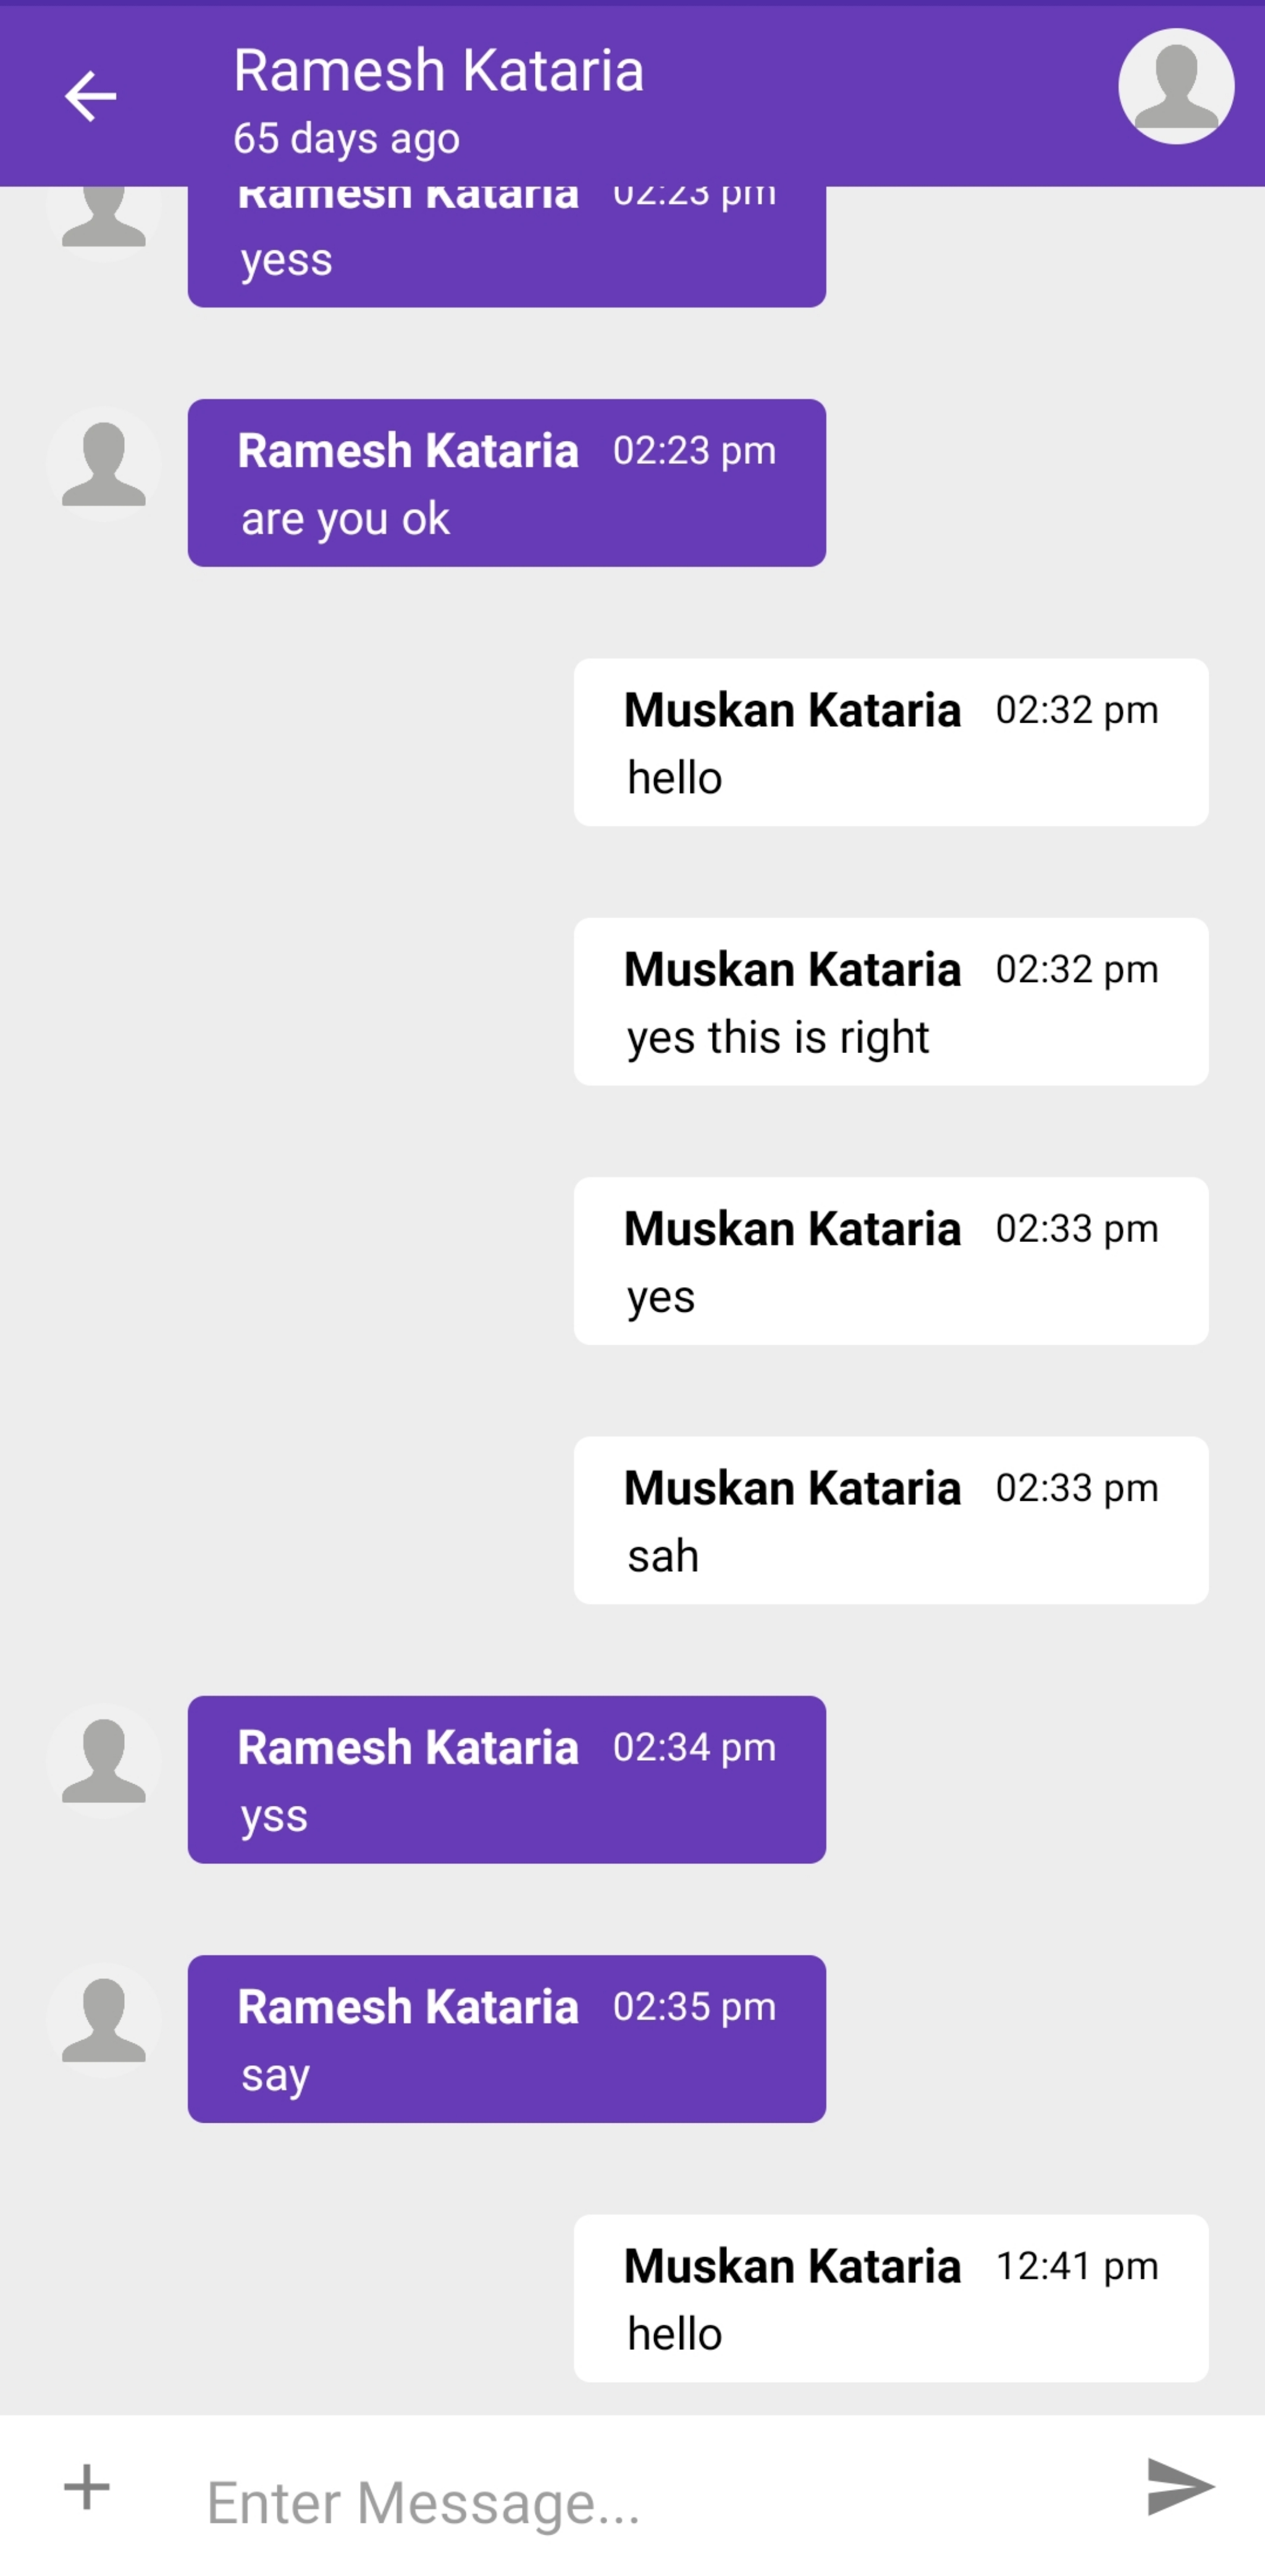 Ramesh Kataria
65 days ago
Ramesh Kataria 02:23 pm
yess
Ramesh Kataria 02:23 pm
are you ok
Muskan Kataria 02:32 pm
hello
Muskan Kataria 02:32 pm
yes this is right
Muskan Kataria 02:33 pm
yes
Muskan Kataria 02:33 pm
sah
Ramesh Kataria 02:34 pm
yss
Ramesh Kataria 02:35 pm
say
Muskan Kataria 12:41 pm
hello
Enter Message...